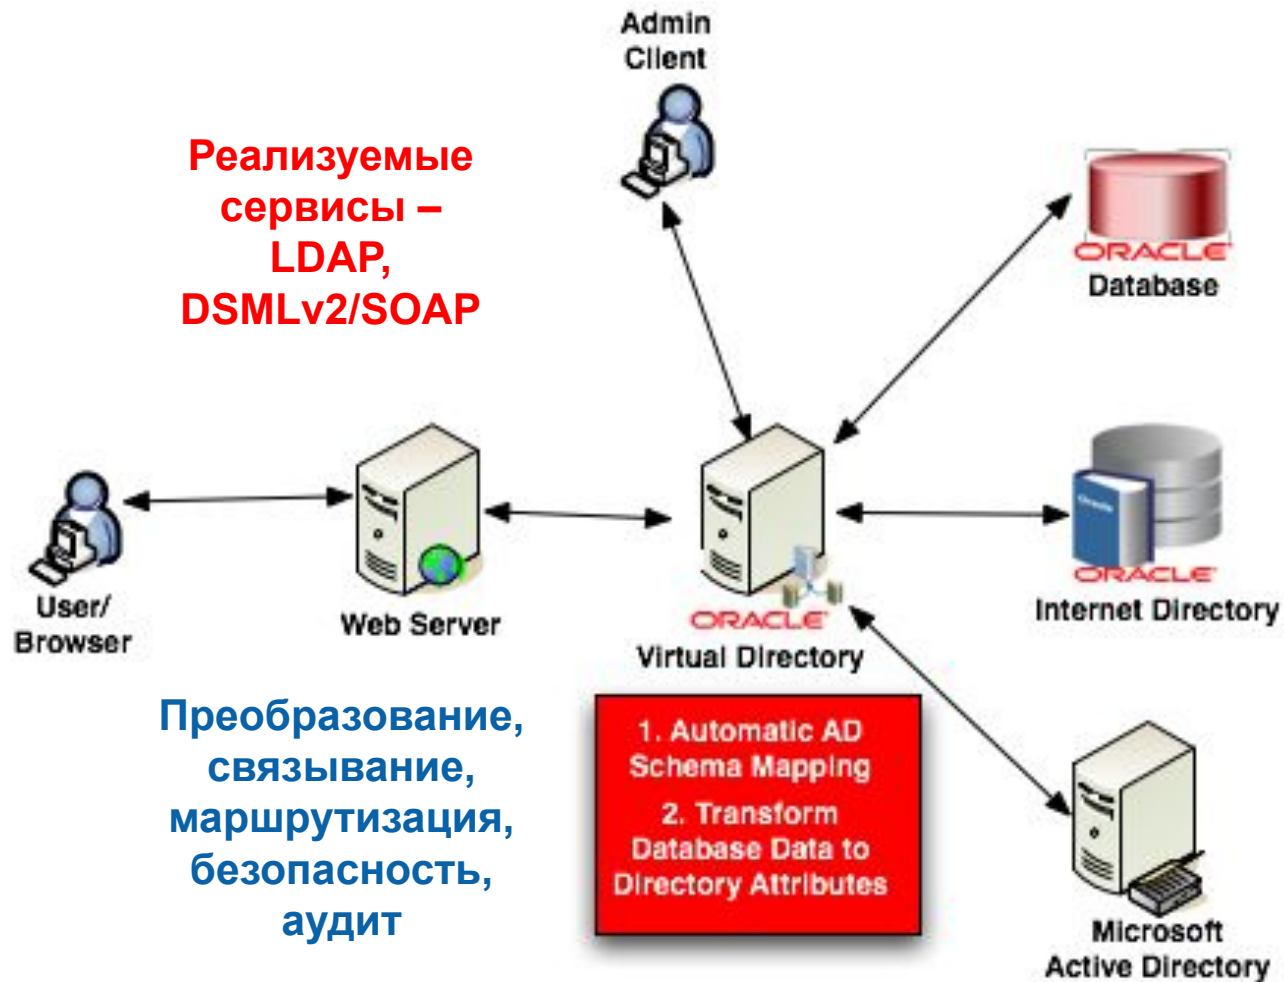 Admin
Client
Реализуемые
сервисы –
LDAP,
DSMLv2/SOAP
ORACLE
Database
User/
Browser
Web Server
ORACLE
Virtual Directory
Oracle
ORACLE
Internet Directory
Преобразование,
связывание,
маршрутизация,
безопасность,
аудит
1. Automatic AD
Schema Mapping
2. Transform
Database Data to
Directory Attributes
Microsoft
Active Directory